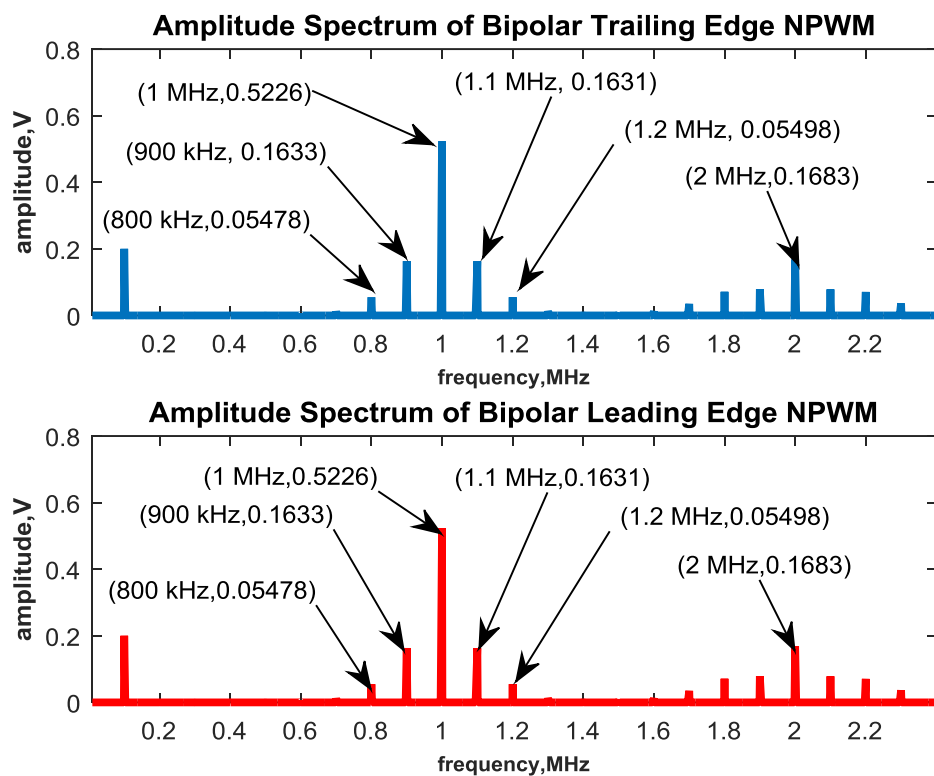 Amplitude Spectrum of Bipolar Trailing Edge NPWM
amplitude,V
0.8
0.6
0.4
0.2
0
(1 MHz,0.5226)
(1.1 MHz, 0.1631)
(900 kHz, 0.1633)
(1.2 MHz, 0.05498)
(2 MHz,0.1683)
(800 kHz,0.05478)
0.2 0.4 0.6 0.8 1 1.2 1.4 1.6 1.8 2 2.2
frequency,MHz
Amplitude Spectrum of Bipolar Leading Edge NPWM
amplitude,V
0.8
0.6
0.4
0.2
0
(1 MHz,0.5226)
(1.1 MHz,0.1631)
(900 kHz,0.1633)
(1.2 MHz,0.05498)
(2 MHz,0.1683)
(800 kHz,0.05478)
0.2 0.4 0.6 0.8 1 1.2 1.4 1.6 1.8 2 2.2
frequency,MHz